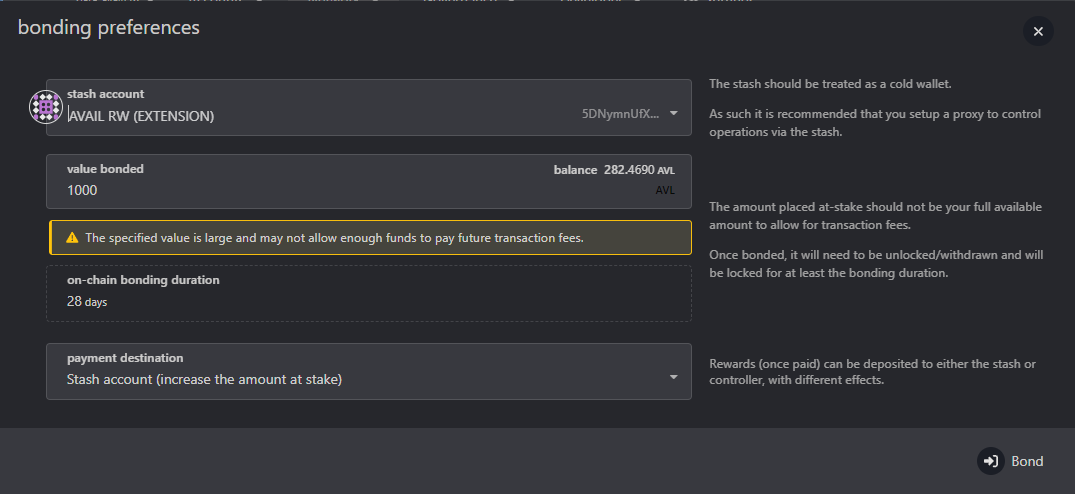 bonding preferences
stash account
AVAIL RW (EXTENSION)
5DNymnUfX...
The stash should be treated as a cold wallet.
As such it is recommended that you setup a proxy to control
operations via the stash.
value bonded
balance 282.4690 AVL
1000
AVL
The amount placed at-stake should not be your full available
amount to allow for transaction fees.
The specified value is large and may not allow enough funds to pay future transaction fees.
Once bonded, it will need to be unlocked/withdrawn and will
be locked for at least the bonding duration.
on-chain bonding duration
28 days
payment destination
Stash account (increase the amount at stake)
Rewards (once paid) can be deposited to either the stash or
controller, with different effects.
Bond